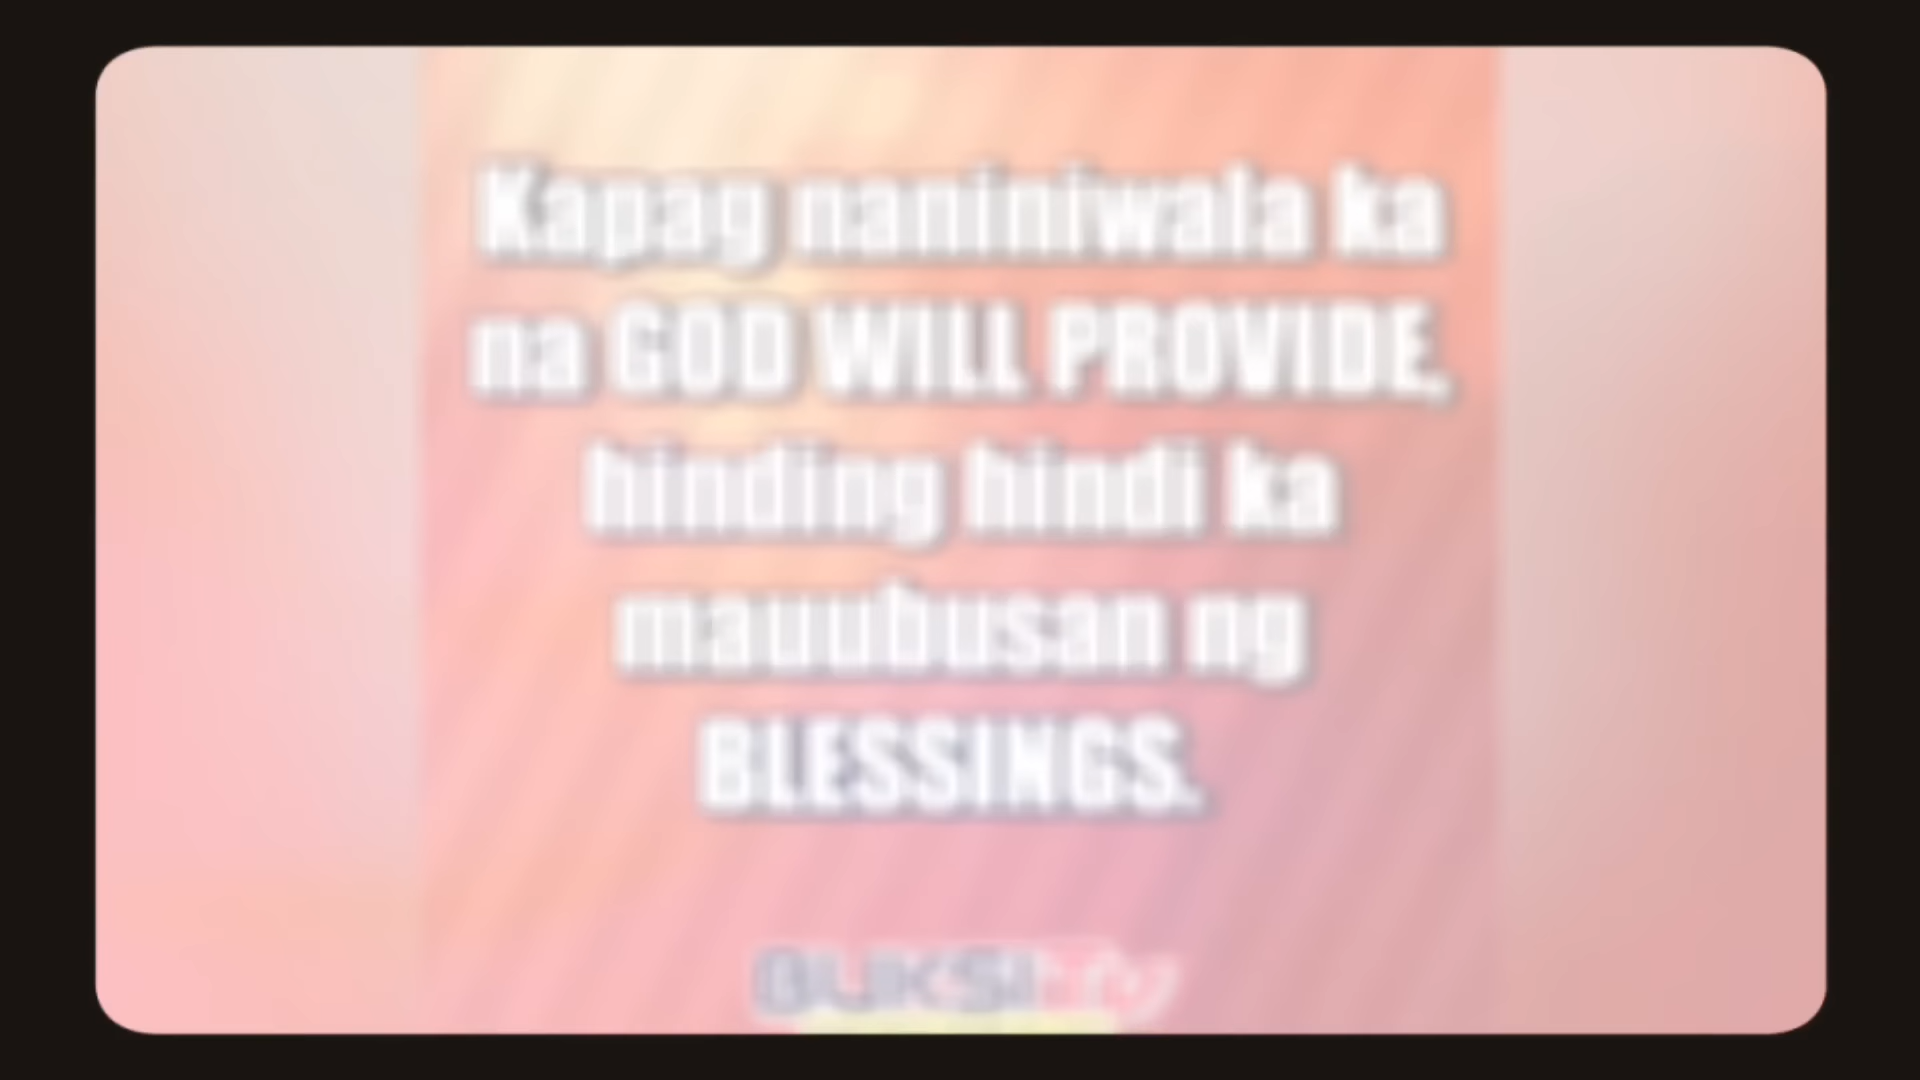 Kapag naniniwala ka
na GOD WILL PROVIDE,
hinding hindi ka
mauubusan ng
BLESSINGS.